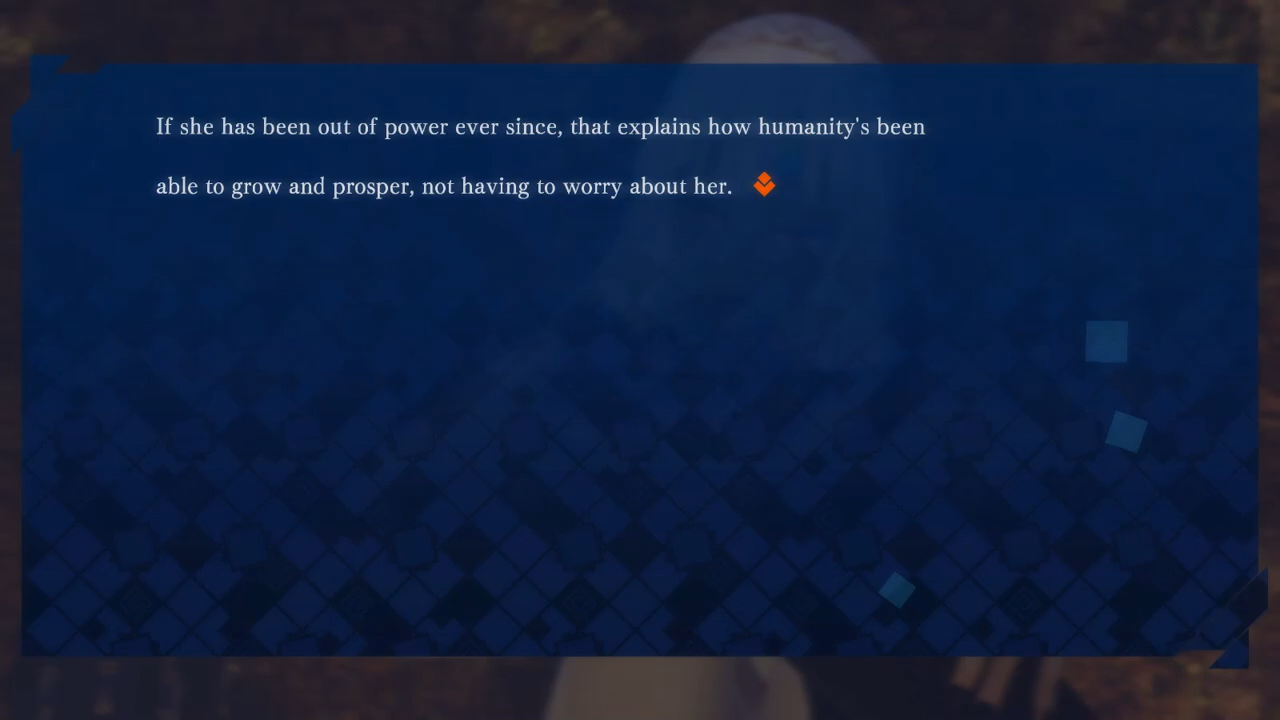 If she has been out of power ever since, that explains how humanity's been
able to grow and prosper, not having to worry about her.